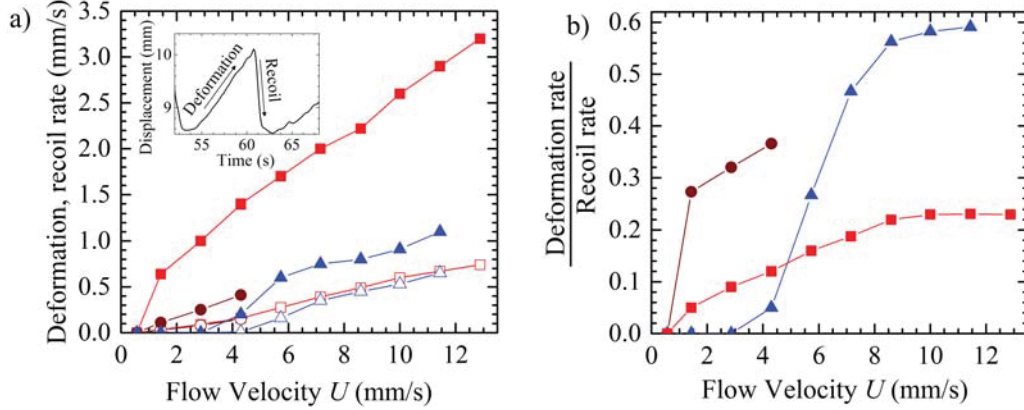 a)
Deformation, recoil rate (mm/s)
3.5
3.0
2.5
2.0
1.5
1.0
0.5
0.0
0 2 4 6 8 10 12
Flow Velocity U (mm/s)
Displacement (mm)
10
9
55 60 65
Time (s)
Deformation
Recoil
b)
Deformation rate
Recoil rate
0.6
0.5
0.4
0.3
0.2
0.1
0.0
0 2 4 6 8 10 12
Flow Velocity U (mm/s)